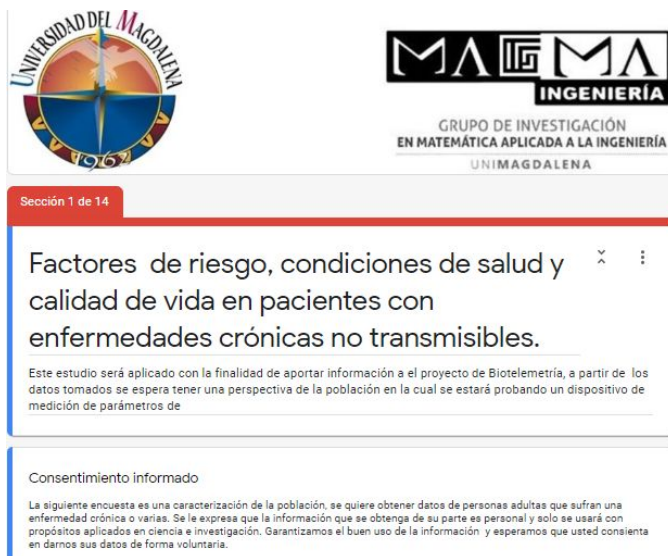 UNIVERSIDAD DEL MAGDALENA
1962
MAGMA
INGENIERÍA
GRUPO DE INVESTIGACIÓN
EN MATEMÁTICA APLICADA A LA INGENIERÍA
UNIMAGDALENA
Sección 1 de 14
Factores de riesgo, condiciones de salud y
calidad de vida en pacientes con
enfermedades crónicas no transmisibles.
Este estudio será aplicado con la finalidad de aportar información a el proyecto de Biotelemetría, a partir de los
datos tomados se espera tener una perspectiva de la población en la cual se estará probando un dispositivo de
medición de parámetros de
Consentimiento informado
La siguiente encuesta es una caracterización de la población, se quiere obtener datos de personas adultas que sufran una
enfermedad crónica o varias. Se le expresa que la información que se obtenga de su parte es personal y solo se usará con
propósitos aplicados en ciencia e investigación. Garantizamos el buen uso de la información y esperamos que usted consienta
en darnos sus datos de forma voluntaria.